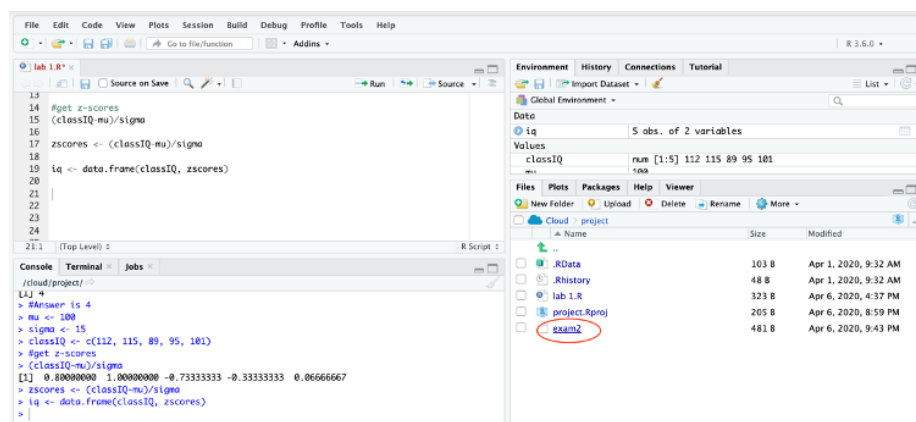 File Edit Code View Plots Session Build Debug Profile Tools Help
Go to file/function Addins R 3.6.0
lab 1.R*
Source on Save Run Source
13
14 #get z-scores
15 (classIQ-mu)/sigma
16
17 zscores <- (classIQ-mu)/sigma
18
19 iq <- data.frame(classIQ, zscores)
20
21
22
23
24
21:1 (Top Level) R Script
Console Terminal Jobs
/cloud/project/
[1] 4
> #Answer is 4
> mu <- 100
> sigma <- 15
> classIQ <- c(112, 115, 89, 95, 101)
> #get z-scores
> (classIQ-mu)/sigma
[1] 0.80000000 1.00000000 -0.73333333 -0.33333333 0.06666667
> zscores <- (classIQ-mu)/sigma
> iq <- data.frame(classIQ, zscores)
>
Environment History Connections Tutorial
Import Dataset List
Global Environment
Data
iq 5 obs. of 2 variables
Values
classIQ num [1:5] 112 115 89 95 101
mu 100
Files Plots Packages Help Viewer
New Folder Upload Delete Rename More
Cloud project
Name Size Modified
..
.RData 103 B Apr 1, 2020, 9:32 AM
.Rhistory 48 B Apr 1, 2020, 9:32 AM
lab 1.R 323 B Apr 6, 2020, 4:37 PM
project.Rproj 205 B Apr 6, 2020, 8:59 PM
exam2 481 B Apr 6, 2020, 9:43 PM